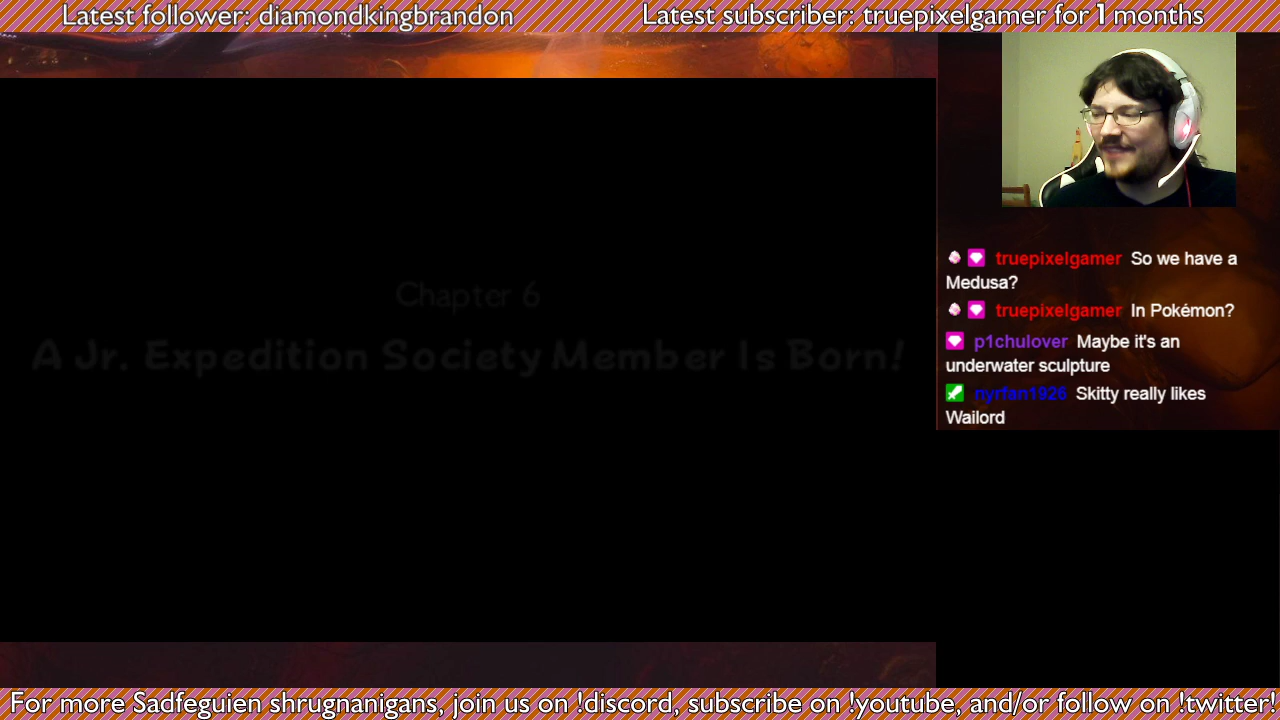 Latest follower: diamondkingbrandon
Latest subscriber: truepixelgamer for 1 months
Chapter 6
A Jr. Expedition Society Member Is Born!
truepixelgamer So we have a
Medusa?
truepixelgamer In Pokémon?
p1chulover Maybe it's an
underwater sculpture
nyrfan1926 Skitty really likes
Wailord
For more Sadfeguien shrugnanigans, join us on !discord, subscribe on !youtube, and/or follow on !twitter!